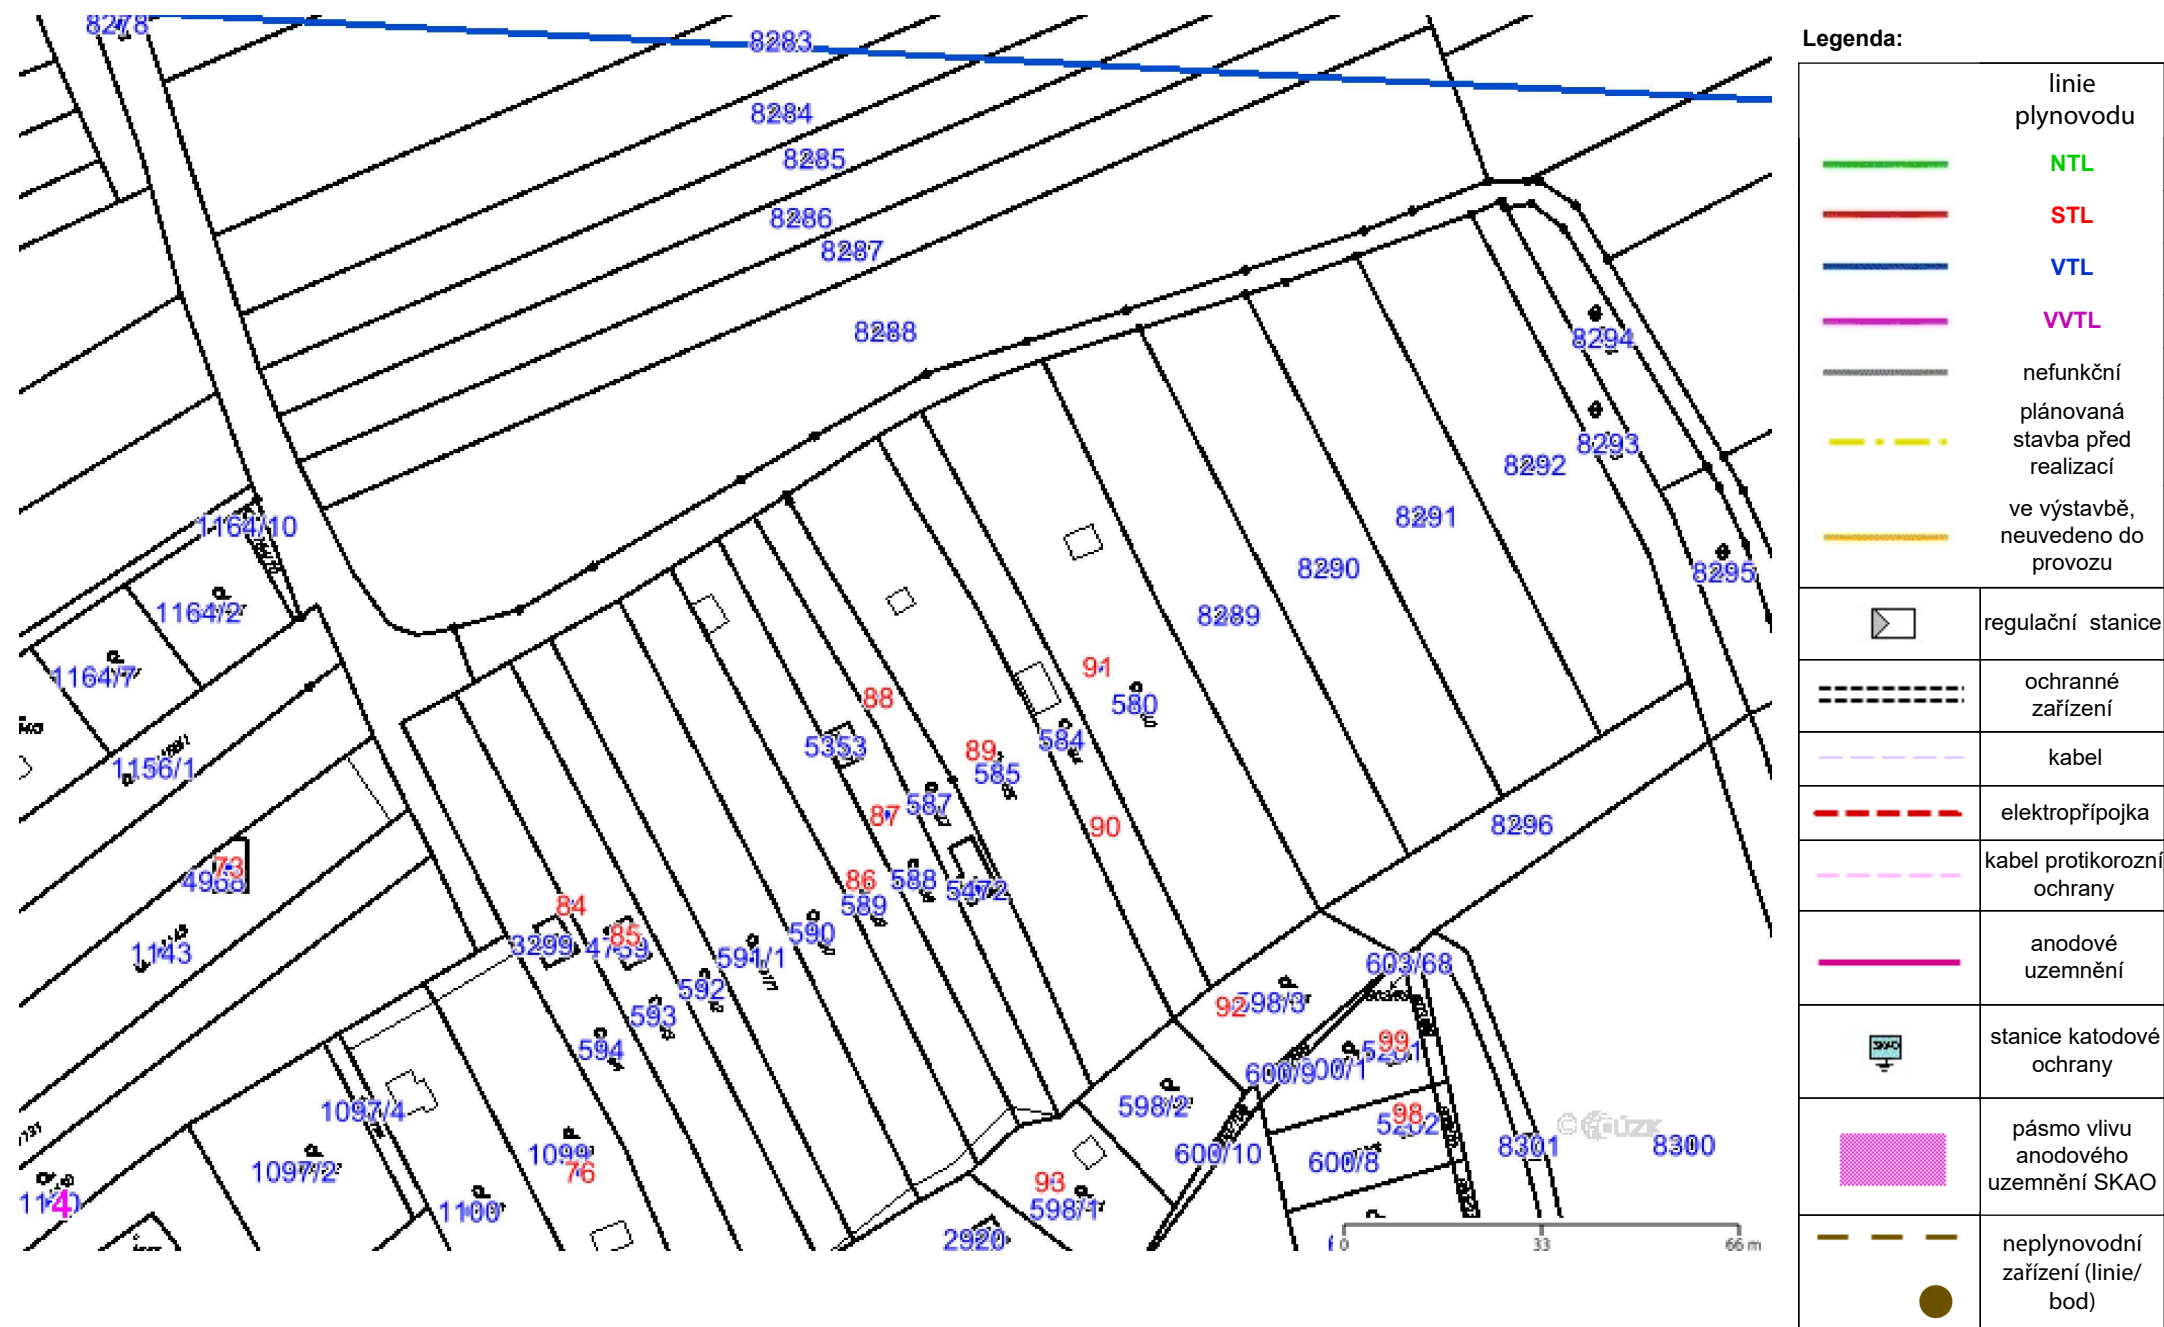 8278
8283
8284
8285
8286
8287
8288
8294
8293
8292
8291
8290
8289
8295
1164/10
1164/2
1164/7
1156/1
73
1143
91
580
584
88
5353
89
585
587
87
90
86
588
589
5472
590
84
3299
85
591/1
592
593
594
8296
603/68
92
598/3
99
600/9
600/1
98
598/2
600/10
600/8
8301
8300
1097/4
1097/2
1099
76
1100
4
93
598/1
2920
© ČÚZK
0 33 66 m
Legenda:
linie
plynovodu
NTL
STL
VTL
VVTL
nefunkční
plánovaná
stavba před
realizací
ve výstavbě,
neuvedeno do
provozu
regulační stanice
ochranné
zařízení
kabel
elektropřípojka
kabel protikorozní
ochrany
anodové
uzemnění
SKAO
stanice katodové
ochrany
pásmo vlivu
anodového
uzemnění SKAO
neplynovodní
zařízení (linie/
bod)